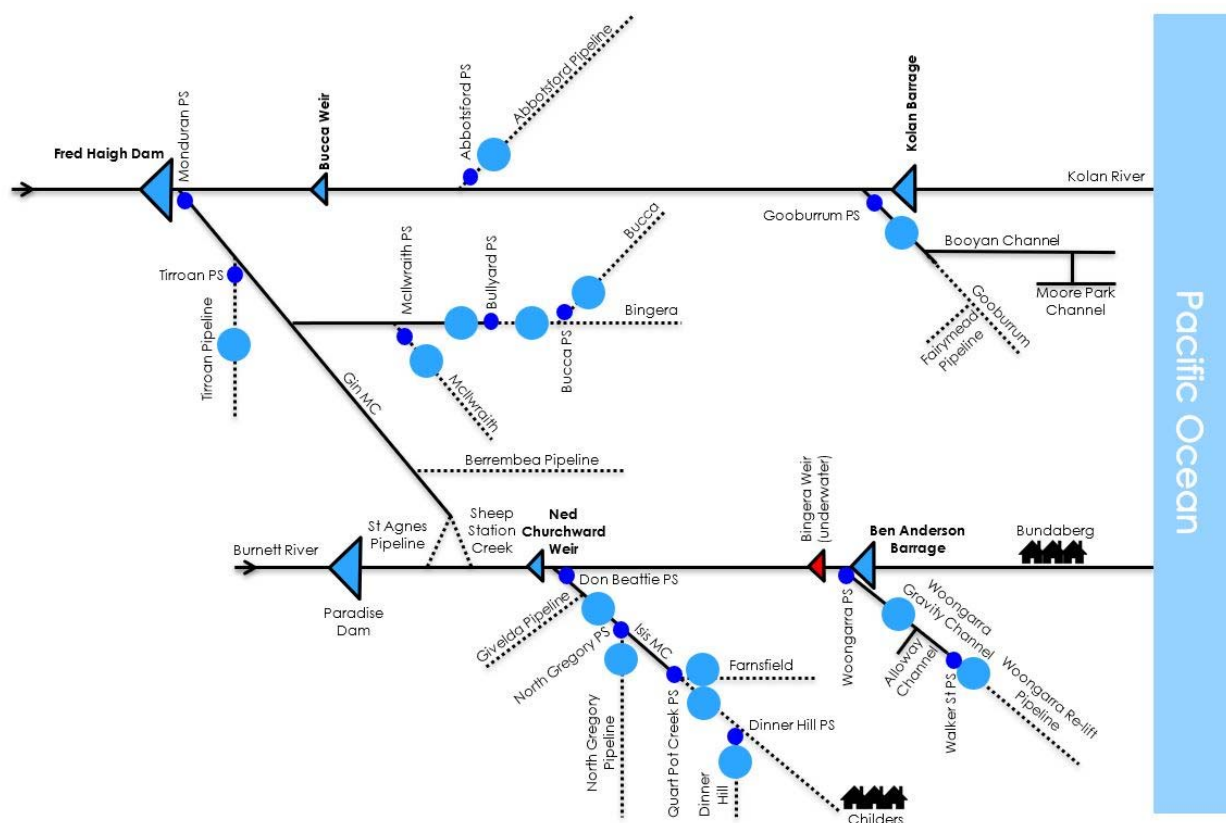 Fred Haigh Dam
Monduran PS
Bucca Weir
Abbotsford PS
Abbotsford Pipeline
Kolan Barrage
Kolan River
Gooburrum PS
Booyan Channel
Moore Park
Channel
Gooburrum
Fairymead
Pipeline
Tirroan PS
Tirroan Pipeline
McIlwraith PS
Bullyard PS
Bucca
Bingera
Bucca PS
McIlwraith
Gin MC
Berrembea Pipeline
Pacific Ocean
St Agnes
Pipeline
Sheep
Station
Creek
Ned
Churchward
Weir
Bingera Weir
(underwater)
Ben Anderson
Barrage
Bundaberg
Burnett River
Paradise
Dam
Don Beattie PS
Givelda Pipeline
North Gregory PS
Isis MC
Woongarra PS
Woongarra
Gravity Channel
Alloway
Channel
Walker St PS
Woongarra Re-lift
Pipeline
Farnsfield
North Gregory
Pipeline
Quart Pot Creek PS
Dinner Hill PS
Dinner
Hill
Childers